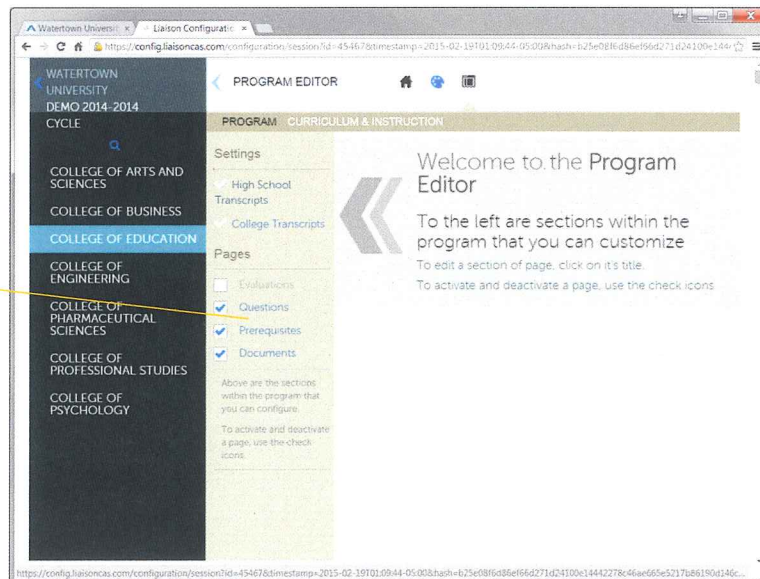 Watertown Universit
Liaison Configuratic
https://config.liaisoncas.com/configuration/session?id=45467&timestamp=2015-02-19T01:09:44-05:00&hash=b25e08f6d86ef66d271d24100e144
WATERTOWN
UNIVERSITY
DEMO 2014-2014
CYCLE
COLLEGE OF ARTS AND
SCIENCES
COLLEGE OF BUSINESS
COLLEGE OF EDUCATION
COLLEGE OF
ENGINEERING
COLLEGE OF
PHARMACEUTICAL
SCIENCES
COLLEGE OF
PROFESSIONAL STUDIES
COLLEGE OF
PSYCHOLOGY
PROGRAM EDITOR
PROGRAM CURRICULUM & INSTRUCTION
Settings
High School
Transcripts
College Transcripts
Pages
Evaluations
Questions
Prerequisites
Documents
Above are the sections
within the program that
you can configure.
To activate and deactivate
a page, use the check
icons.
Welcome to the Program
Editor
To the left are sections within the
program that you can customize
To edit a section of page, click on it's title.
To activate and deactivate a page, use the check icons
https://config.liaisoncas.com/configuration/session?id=45467&timestamp=2015-02-19T01:09:44-05:00&hash=b25e08f6d86ef66d271d24100e14442278c46ae665e5217b86190d146c...